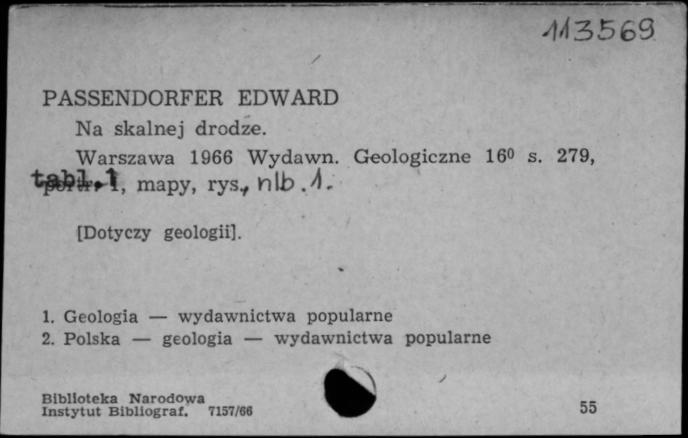 113569
PASSENDORFER EDWARD
Na skalnej drodze.
Warszawa 1966 Wydawn. Geologiczne 16⁰ s. 279,
tabl. 1, mapy, rys., nlb. 1.
[Dotyczy geologii].
1. Geologia — wydawnictwa popularne
2. Polska — geologia — wydawnictwa popularne
Biblioteka Narodowa
Instytut Bibliograf. 7157/66
55